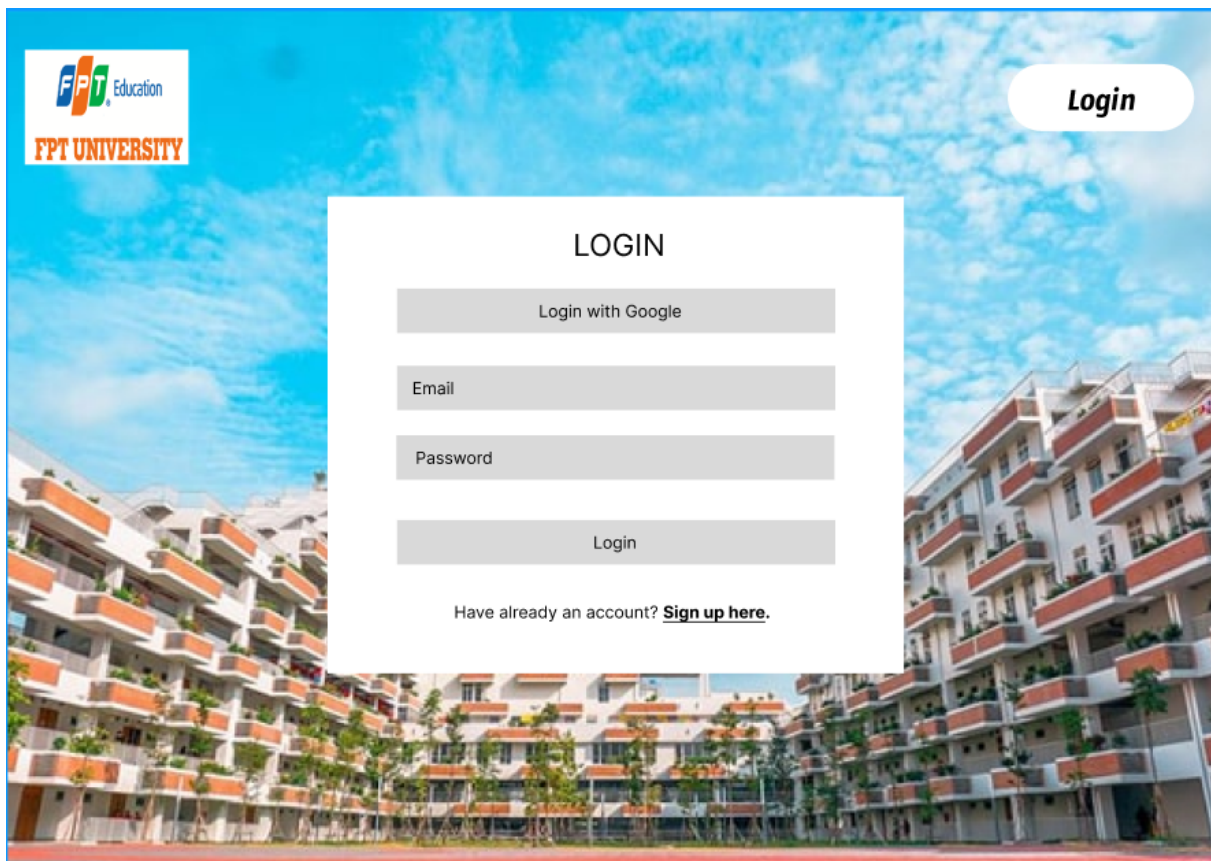 FPT Education
FPT UNIVERSITY
Login
LOGIN
Login with Google
Email
Password
Login
Have already an account? Sign up here.